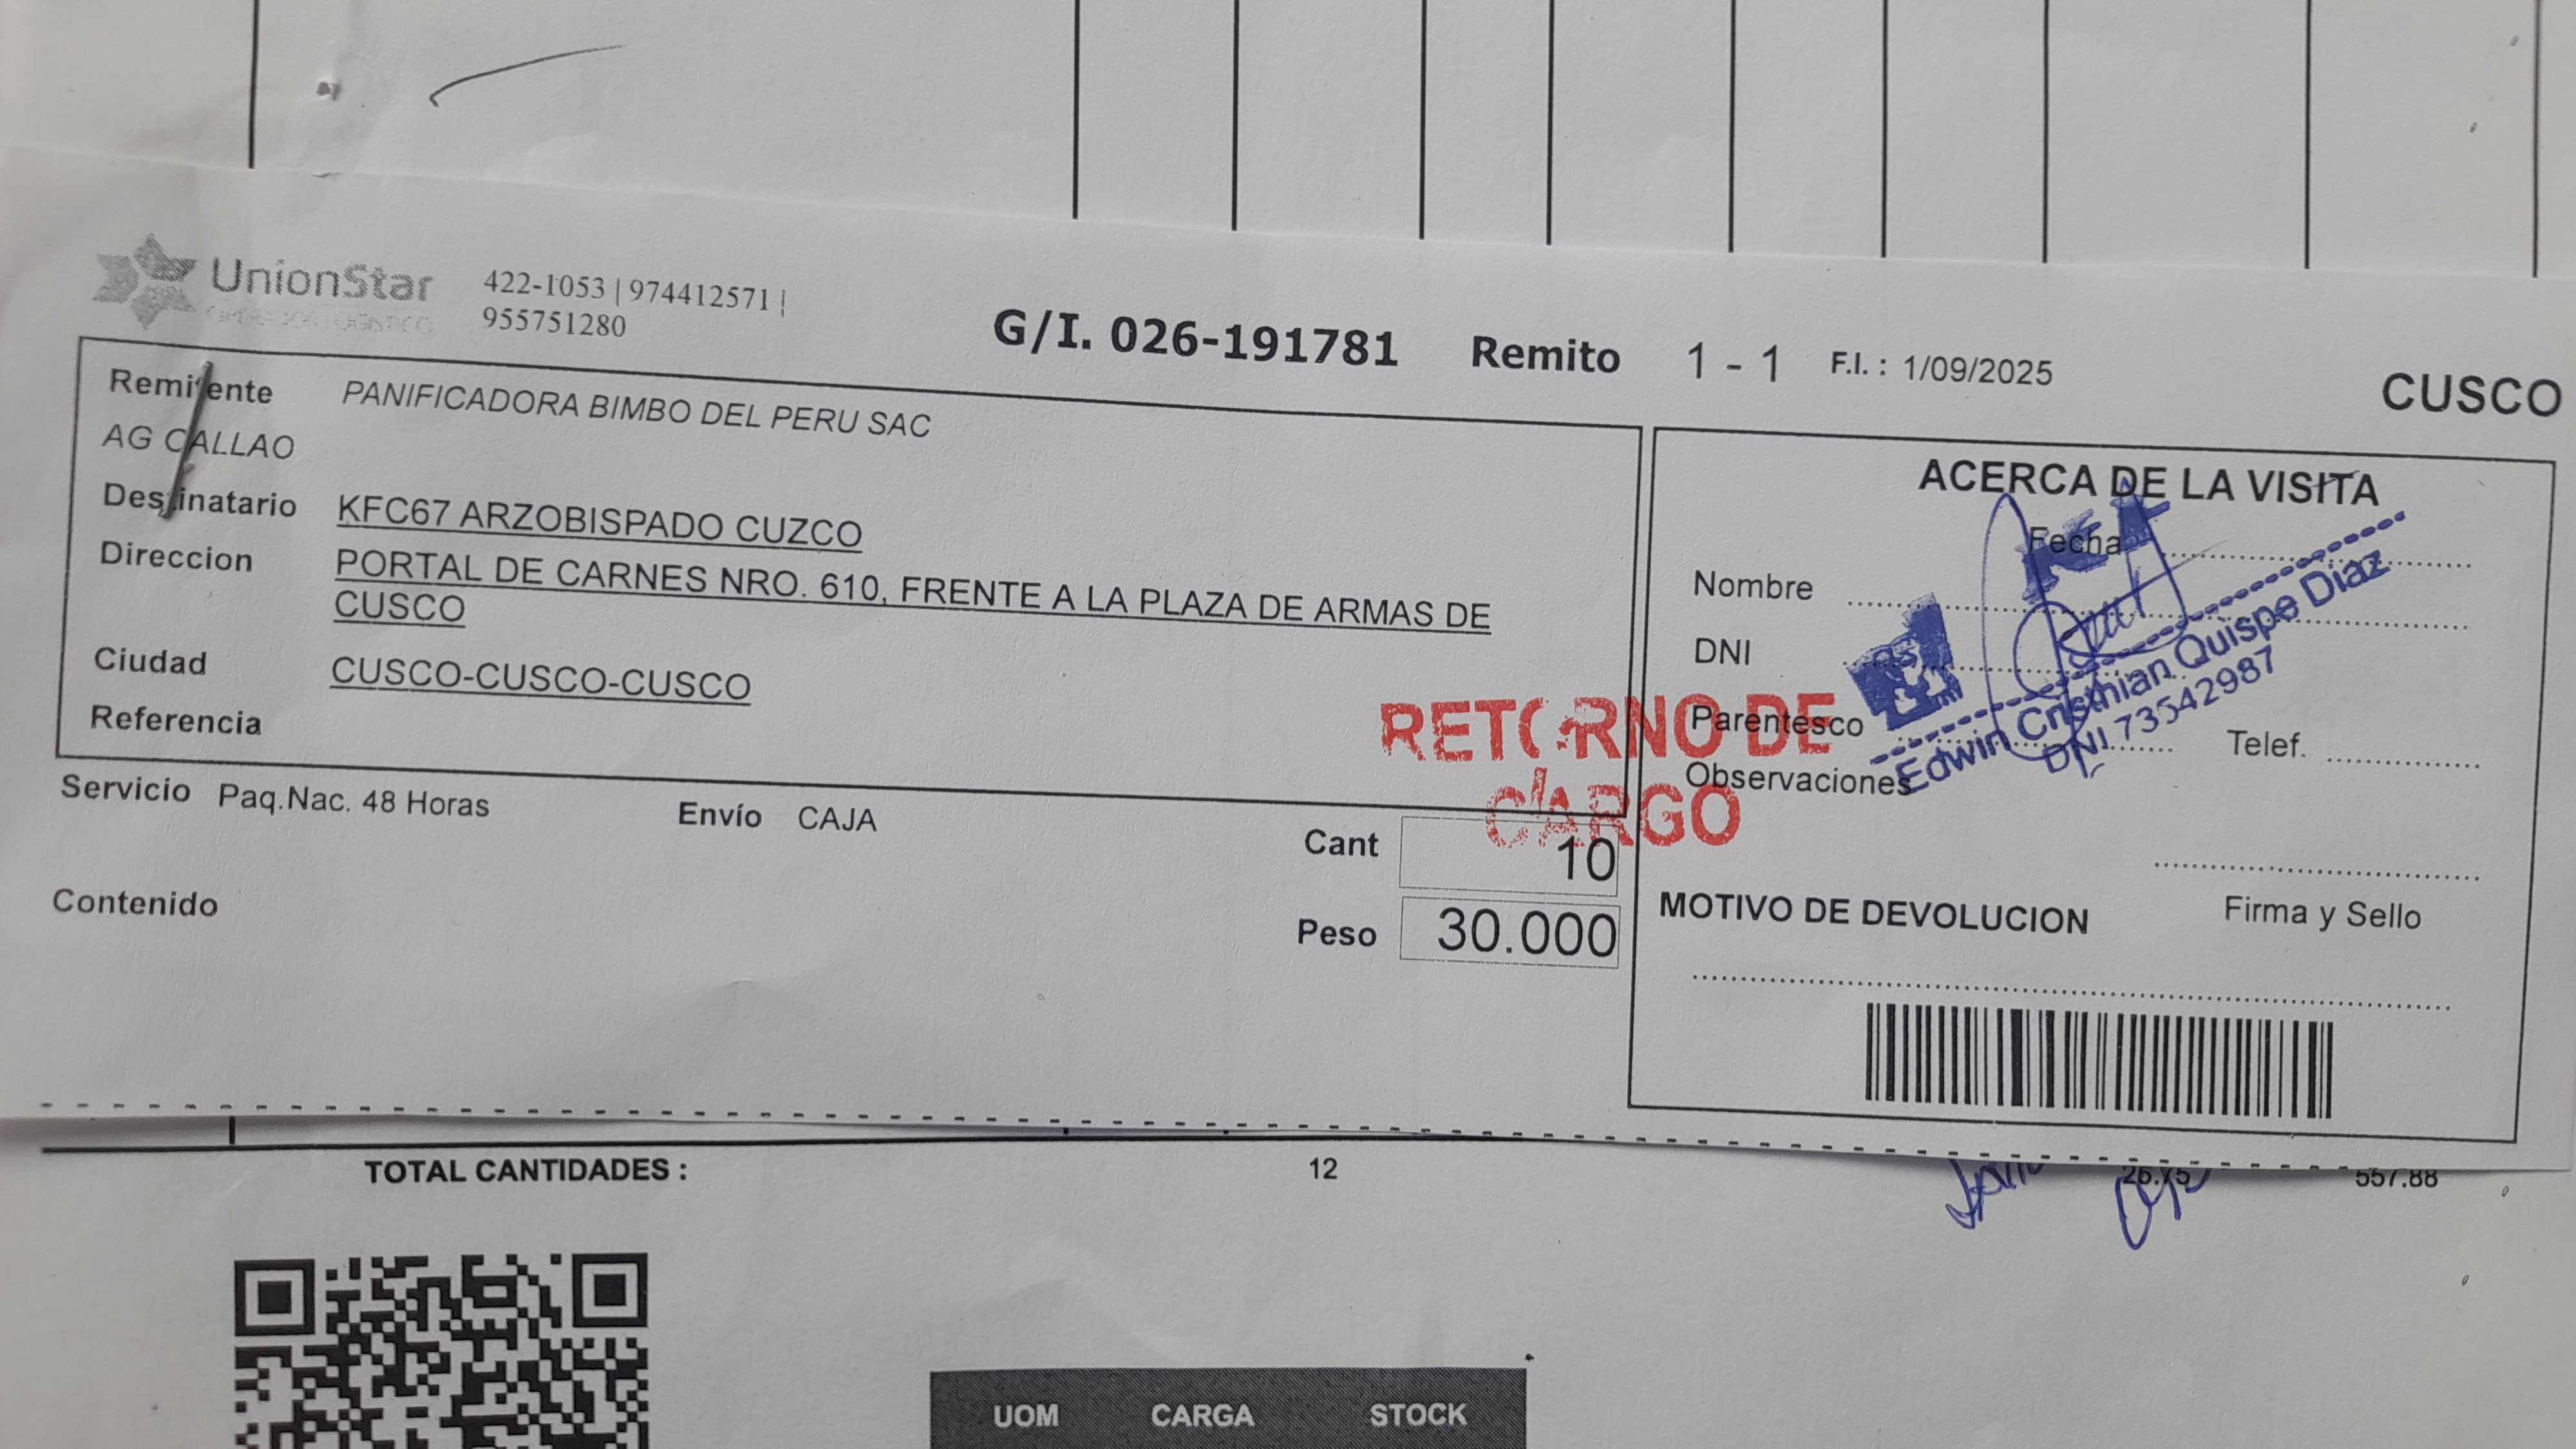 UnionStar
OPERADOR LOGISTICO
422-1053 | 974412571 |
955751280
G/I. 026-191781 Remito 1 - 1 F.I. : 1/09/2025
CUSCO
Remitente PANIFICADORA BIMBO DEL PERU SAC
AG CALLAO
Destinatario KFC67 ARZOBISPADO CUZCO
Direccion PORTAL DE CARNES NRO. 610, FRENTE A LA PLAZA DE ARMAS DE
CUSCO
Ciudad CUSCO-CUSCO-CUSCO
Referencia
Servicio Paq.Nac. 48 Horas Envío CAJA
Cant 10
Contenido
Peso 30.000
RETORNO DE
CARGO
ACERCA DE LA VISITA
Fecha
Nombre
DNI
Parentesco
Telef.
Observaciones
Edwin Cristhian Quispe Diaz
DNI 73542987
Firma y Sello
MOTIVO DE DEVOLUCION
TOTAL CANTIDADES : 12 26.75 557.88
UOM CARGA STOCK